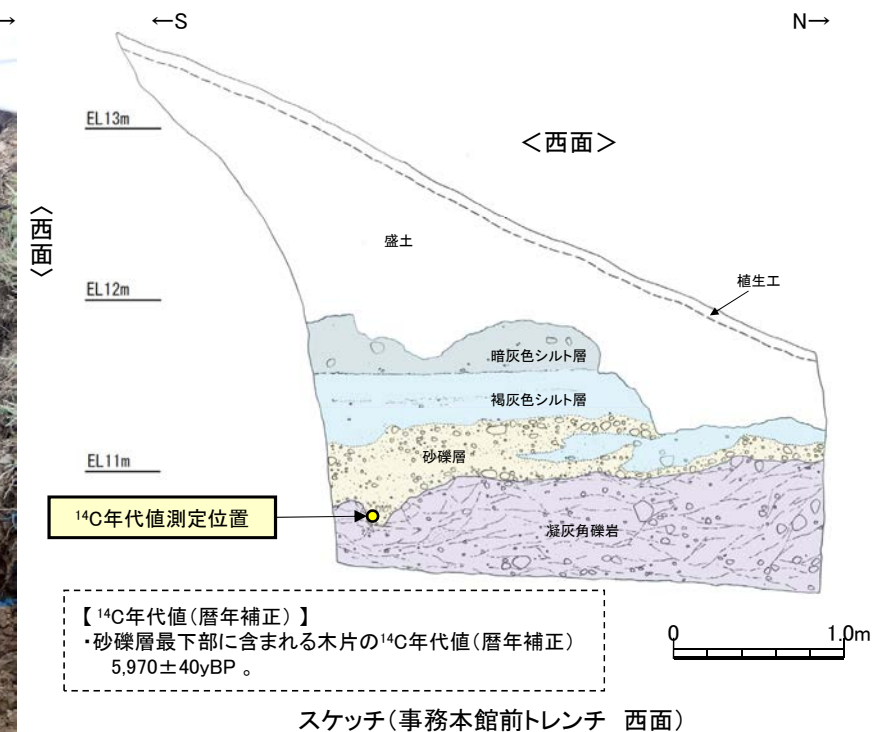 →
←S
N→
EL13m
<西面>
〈西面〉
盛土
植生工
EL12m
暗灰色シルト層
褐灰色シルト層
砂礫層
EL11m
¹⁴C年代値測定位置
凝灰角礫岩
【 ¹⁴C年代値(暦年補正) 】
・砂礫層最下部に含まれる木片の¹⁴C年代値(暦年補正)
5,970±40yBP 。
0 1.0m
スケッチ(事務本館前トレンチ 西面)